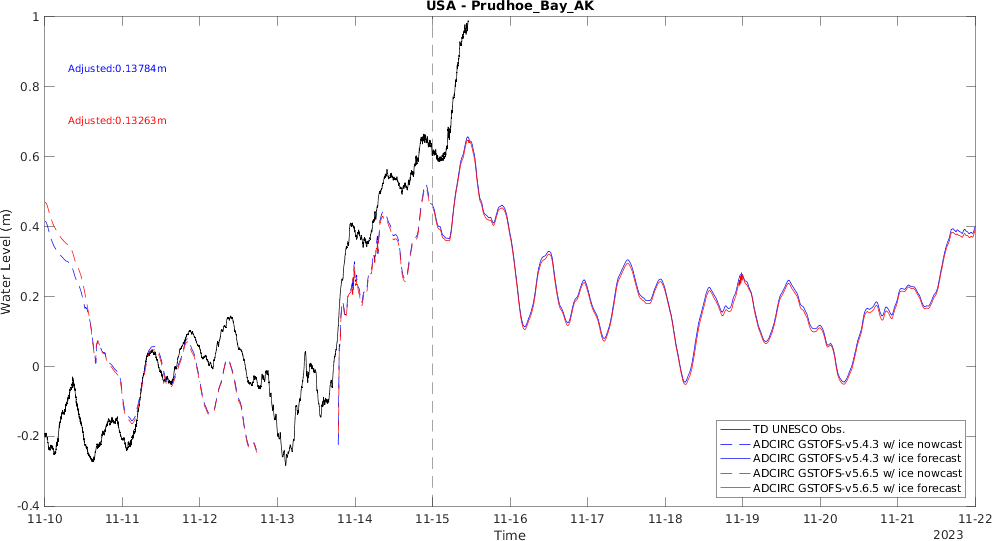 USA - Prudhoe_Bay_AK
1
0.8
0.6
0.4
0.2
0
-0.2
-0.4
Water Level (m)
Adjusted:0.13784m
Adjusted:0.13263m
TD UNESCO Obs.
ADCIRC GSTOFS-v5.4.3 w/ ice nowcast
ADCIRC GSTOFS-v5.4.3 w/ ice forecast
ADCIRC GSTOFS-v5.6.5 w/ ice nowcast
ADCIRC GSTOFS-v5.6.5 w/ ice forecast
11-10 11-11 11-12 11-13 11-14 11-15 11-16 11-17 11-18 11-19 11-20 11-21 11-22
Time
2023